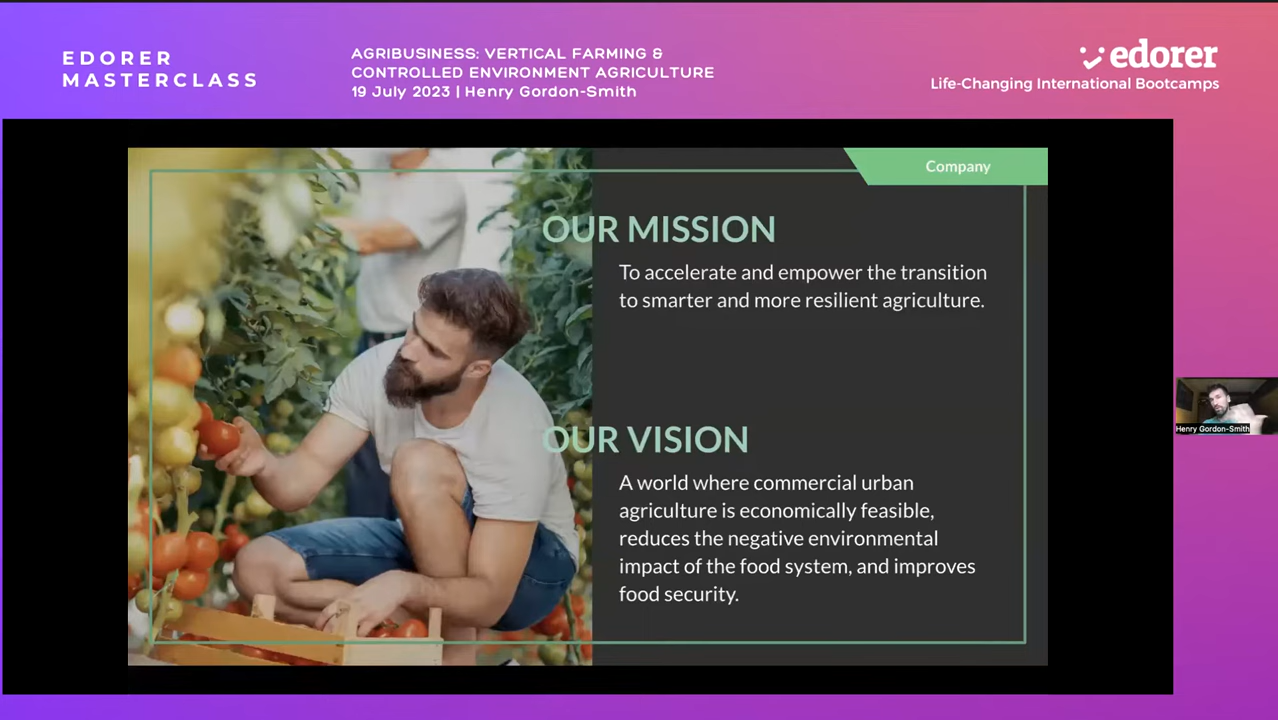 EDORER
MASTERCLASS
AGRIBUSINESS: VERTICAL FARMING &
CONTROLLED ENVIRONMENT AGRICULTURE
19 July 2023 | Henry Gordon-Smith
edorer
Life-Changing International Bootcamps
Company
OUR MISSION
To accelerate and empower the transition
to smarter and more resilient agriculture.
OUR VISION
A world where commercial urban
agriculture is economically feasible,
reduces the negative environmental
impact of the food system, and improves
food security.
Henry Gordon-Smith